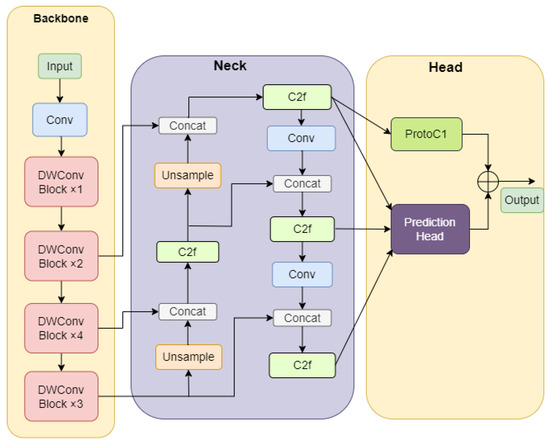 Backbone
Input
Conv
DWConv
Block ×1
DWConv
Block ×2
DWConv
Block ×4
DWConv
Block ×3
Neck
C2f
Concat
Conv
Unsample
Concat
C2f
C2f
Conv
Concat
Concat
Unsample
C2f
Head
ProtoC1
Output
Prediction
Head